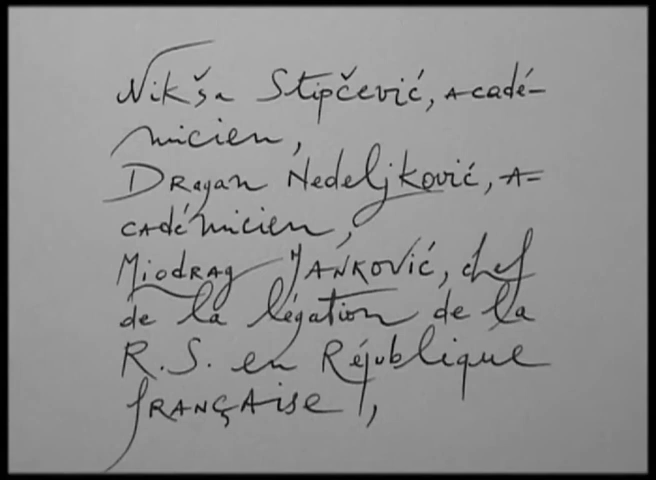 Nikša Stipčević, acadé-
micien,
Dragan Nedeljković, a=
cadémicien,
Miodrag Janković, chef
de la légation de la
R.S. en République
française,